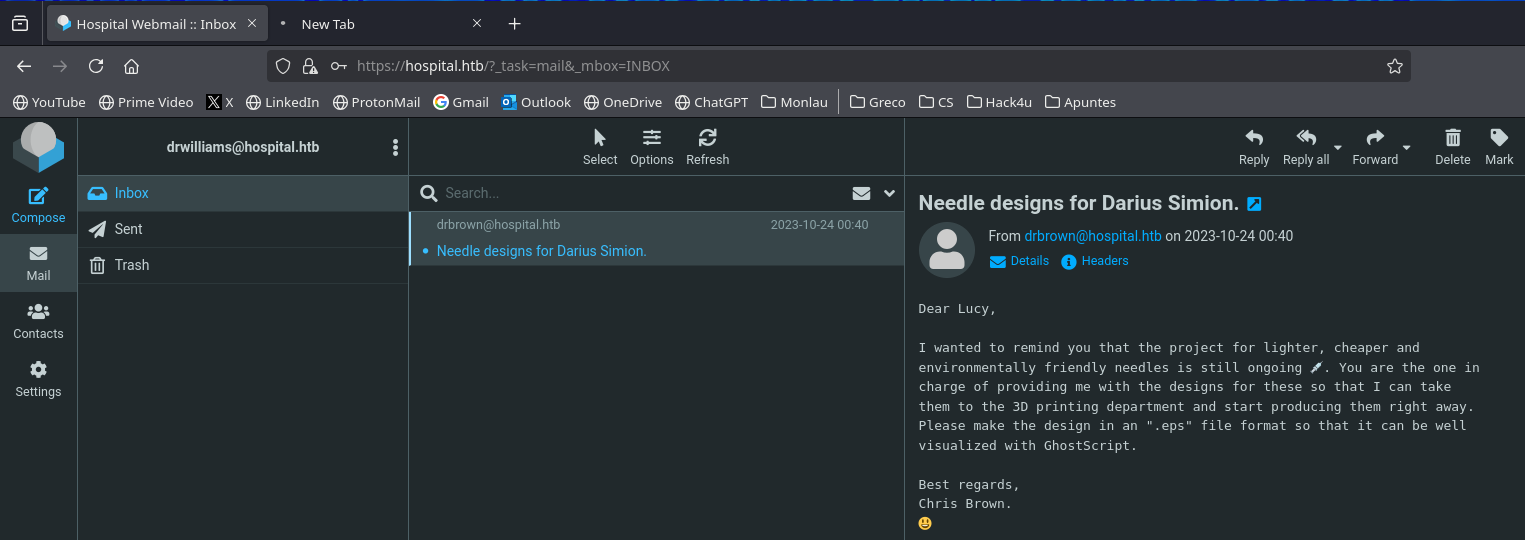 Hospital Webmail :: Inbox
New Tab
https://hospital.htb/?_task=mail&_mbox=INBOX
YouTube Prime Video X LinkedIn ProtonMail Gmail Outlook OneDrive ChatGPT Monlau Greco CS Hack4u Apuntes
drwilliams@hospital.htb
Select Options Refresh
Reply Reply all Forward Delete Mark
Compose
Mail
Contacts
Settings
Inbox
Sent
Trash
Search...
drbrown@hospital.htb 2023-10-24 00:40
Needle designs for Darius Simion.
Needle designs for Darius Simion.
From drbrown@hospital.htb on 2023-10-24 00:40
Details Headers
Dear Lucy,
I wanted to remind you that the project for lighter, cheaper and
environmentally friendly needles is still ongoing 💉. You are the one in
charge of providing me with the designs for these so that I can take
them to the 3D printing department and start producing them right away.
Please make the design in an ".eps" file format so that it can be well
visualized with GhostScript.
Best regards,
Chris Brown.
😃